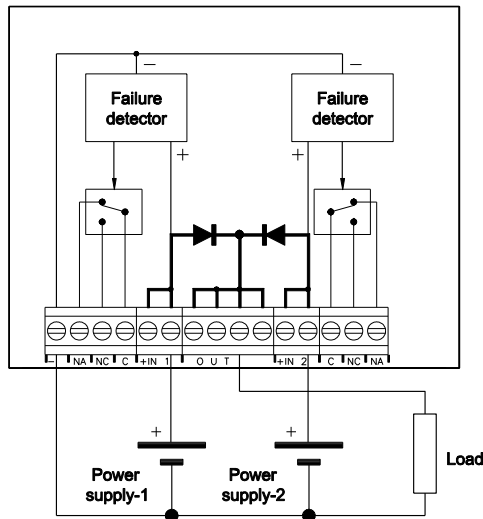 − −
Failure detector
Failure detector
+ +
− NA NC C +IN 1 O U T +IN 2 C NC NA
+ +
Power supply-1
Power supply-2
Load